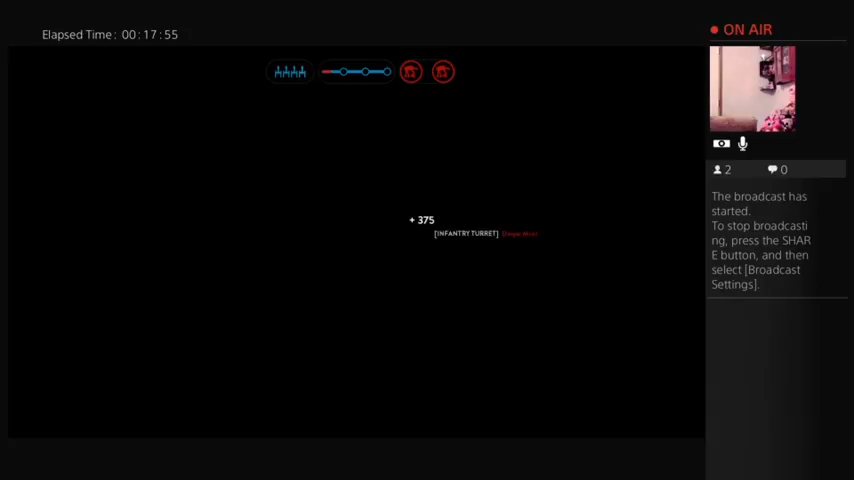 Elapsed Time : 00:17:55
ON AIR
+ 375
[INFANTRY TURRET]
2
0
The broadcast has
started.
To stop broadcasti
ng, press the SHAR
E button, and then
select [Broadcast
Settings].